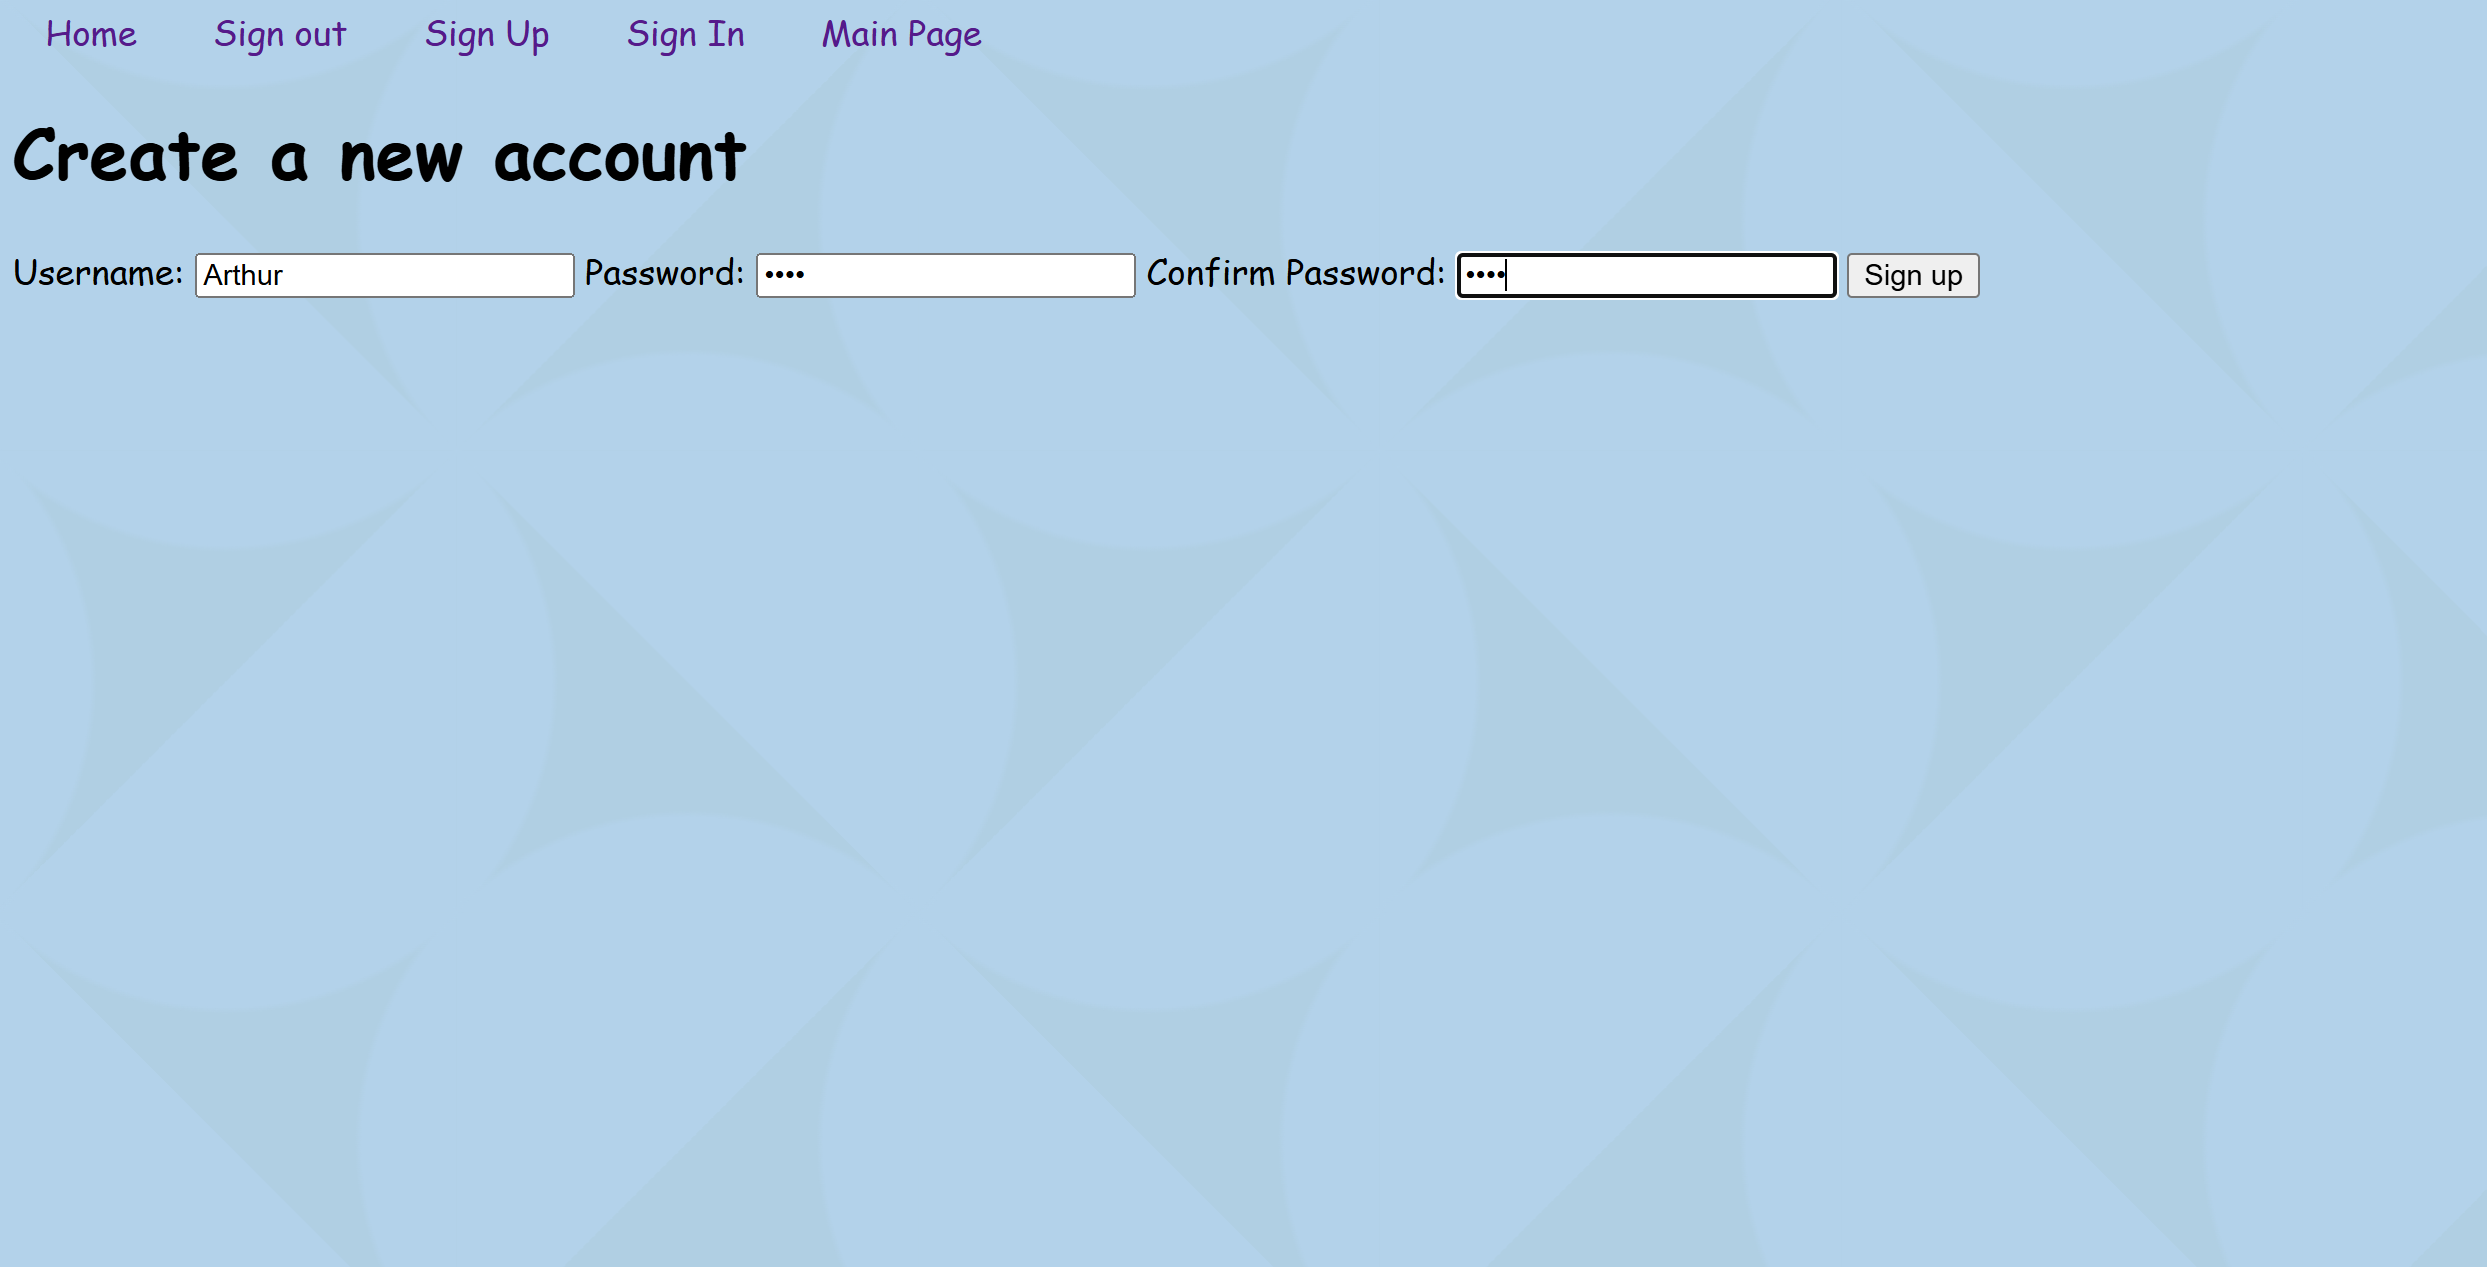 Home Sign out Sign Up Sign In Main Page
Create a new account
Username: Arthur Password: •••• Confirm Password: •••• Sign up